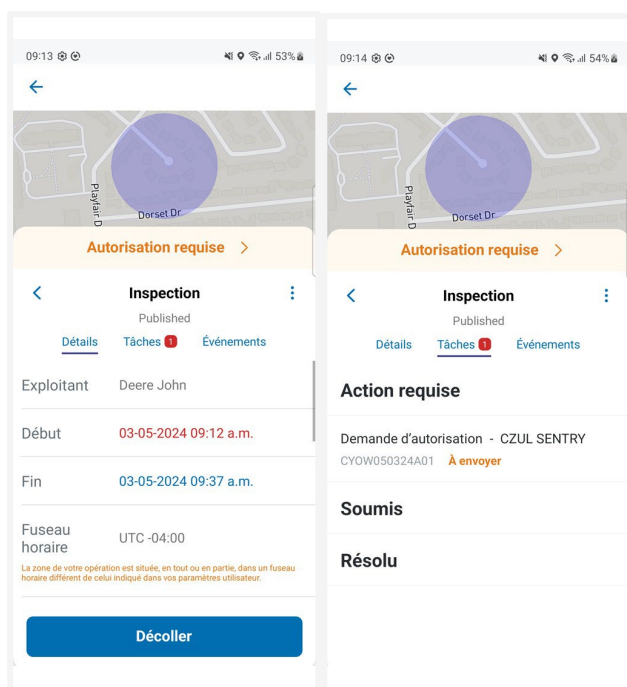 09:13
53%
Playfair D
Dorset Dr
Autorisation requise >
Inspection
Published
Détails
Tâches 1
Événements
Exploitant
Deere John
Début
03-05-2024 09:12 a.m.
Fin
03-05-2024 09:37 a.m.
Fuseau
horaire
UTC -04:00
La zone de votre opération est située, en tout ou en partie, dans un fuseau
horaire différent de celui indiqué dans vos paramètres utilisateur.
Décoller
09:14
54%
Playfair D
Dorset Dr
Autorisation requise >
Inspection
Published
Détails
Tâches 1
Événements
Action requise
Demande d'autorisation - CZUL SENTRY
CYOW050324A01 À envoyer
Soumis
Résolu